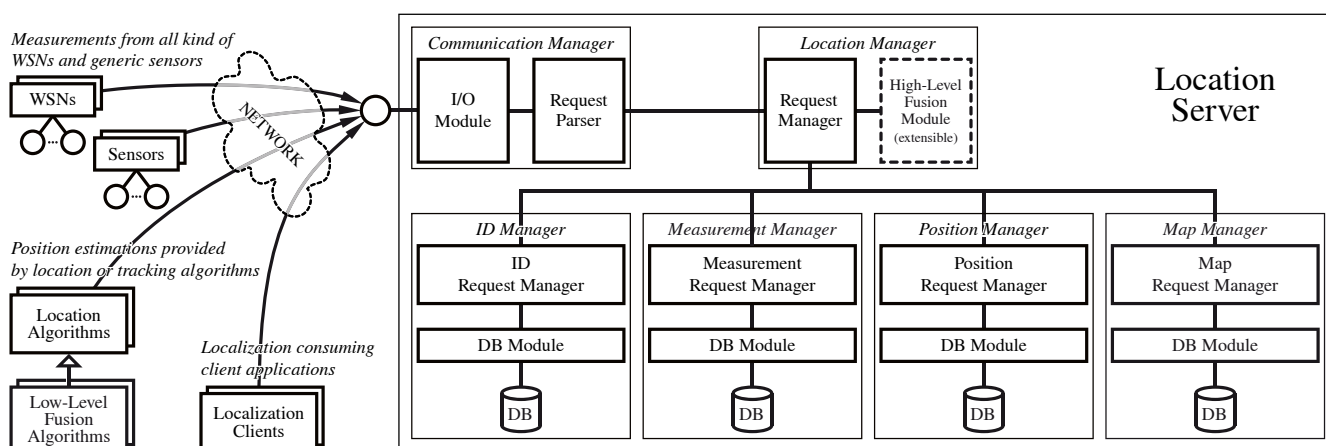 Measurements from all kind of
WSNs and generic sensors
WSNs
...
Sensors
...
NETWORK
Position estimations provided
by location or tracking algorithms
Location
Algorithms
Low-Level
Fusion
Algorithms
Localization consuming
client applications
Localization
Clients
Location
Server
Communication Manager
I/O
Module
Request
Parser
Location Manager
Request
Manager
High-Level
Fusion
Module
(extensible)
ID Manager
ID
Request Manager
DB Module
DB
Measurement Manager
Measurement
Request Manager
DB Module
DB
Position Manager
Position
Request Manager
DB Module
DB
Map Manager
Map
Request Manager
DB Module
DB